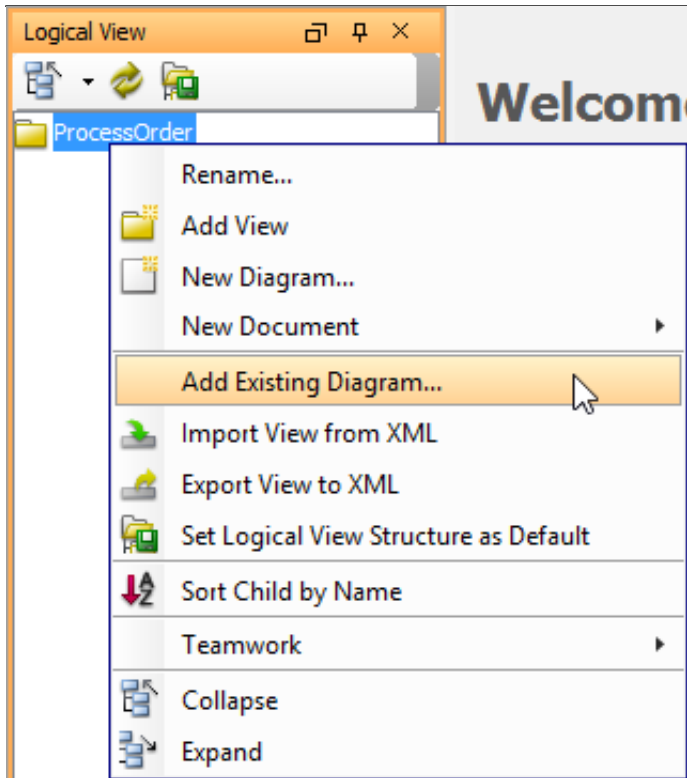 Logical View
Welcome
ProcessOrder
Rename...
Add View
New Diagram...
New Document
Add Existing Diagram...
Import View from XML
Export View to XML
Set Logical View Structure as Default
Sort Child by Name
Teamwork
Collapse
Expand